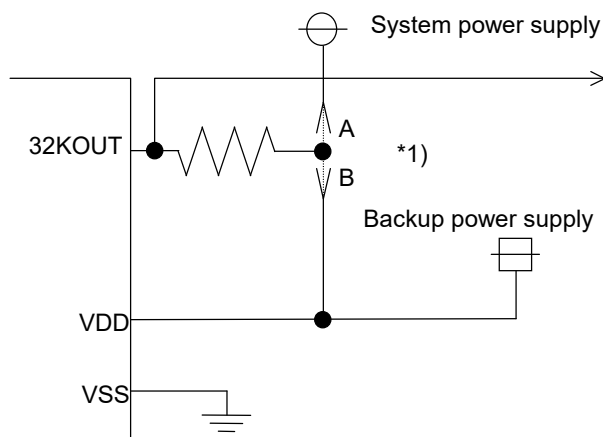 System power supply
A
32KOUT
*1)
B
Backup power supply
VDD
VSS